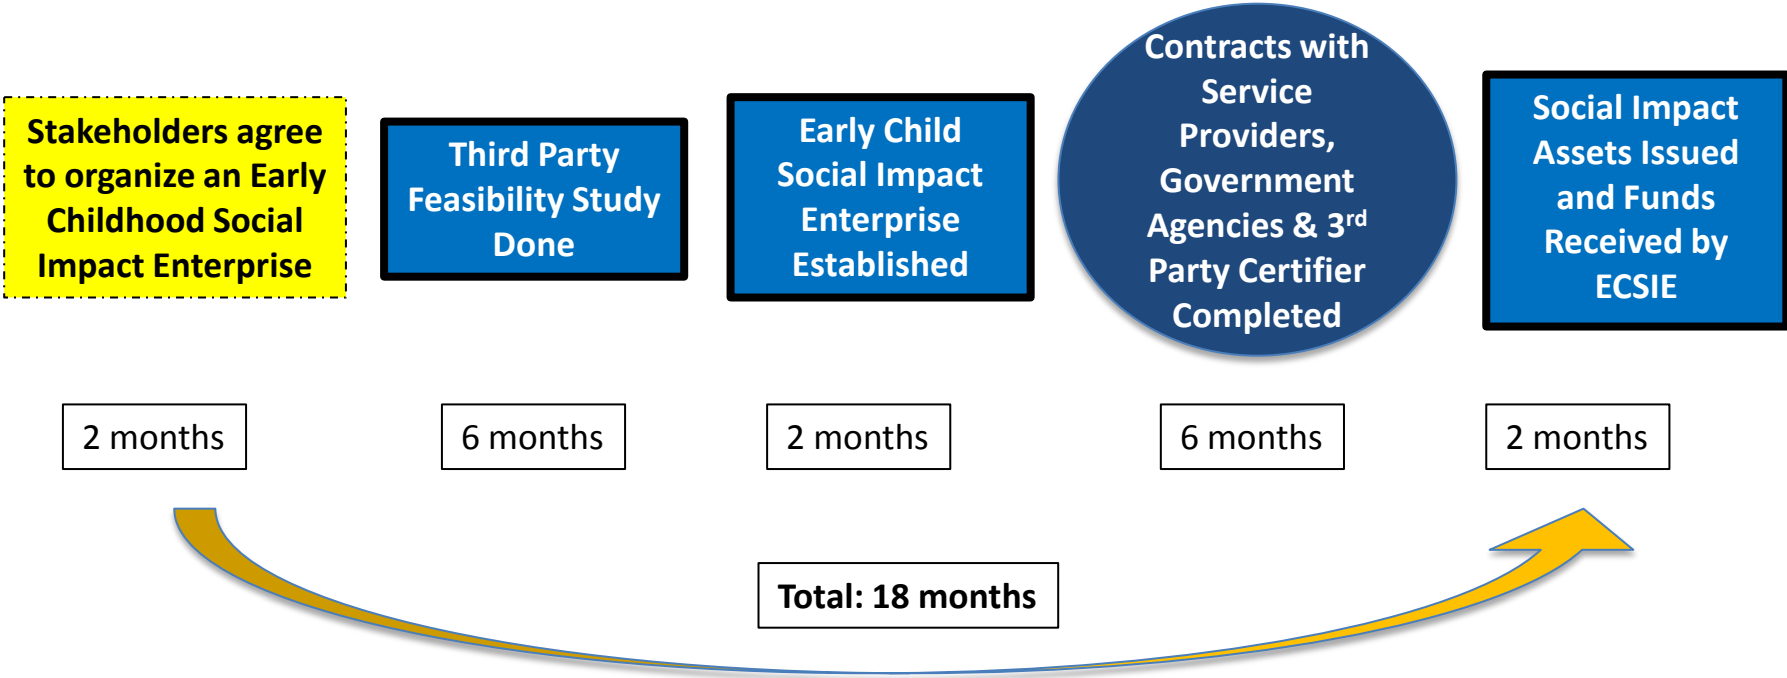 Stakeholders agree
to organize an Early
Childhood Social
Impact Enterprise
Third Party
Feasibility Study
Done
Early Child
Social Impact
Enterprise
Established
Contracts with
Service
Providers,
Government
Agencies & 3rd
Party Certifier
Completed
Social Impact
Assets Issued
and Funds
Received by
ECSIE
2 months
6 months
2 months
6 months
2 months
Total: 18 months